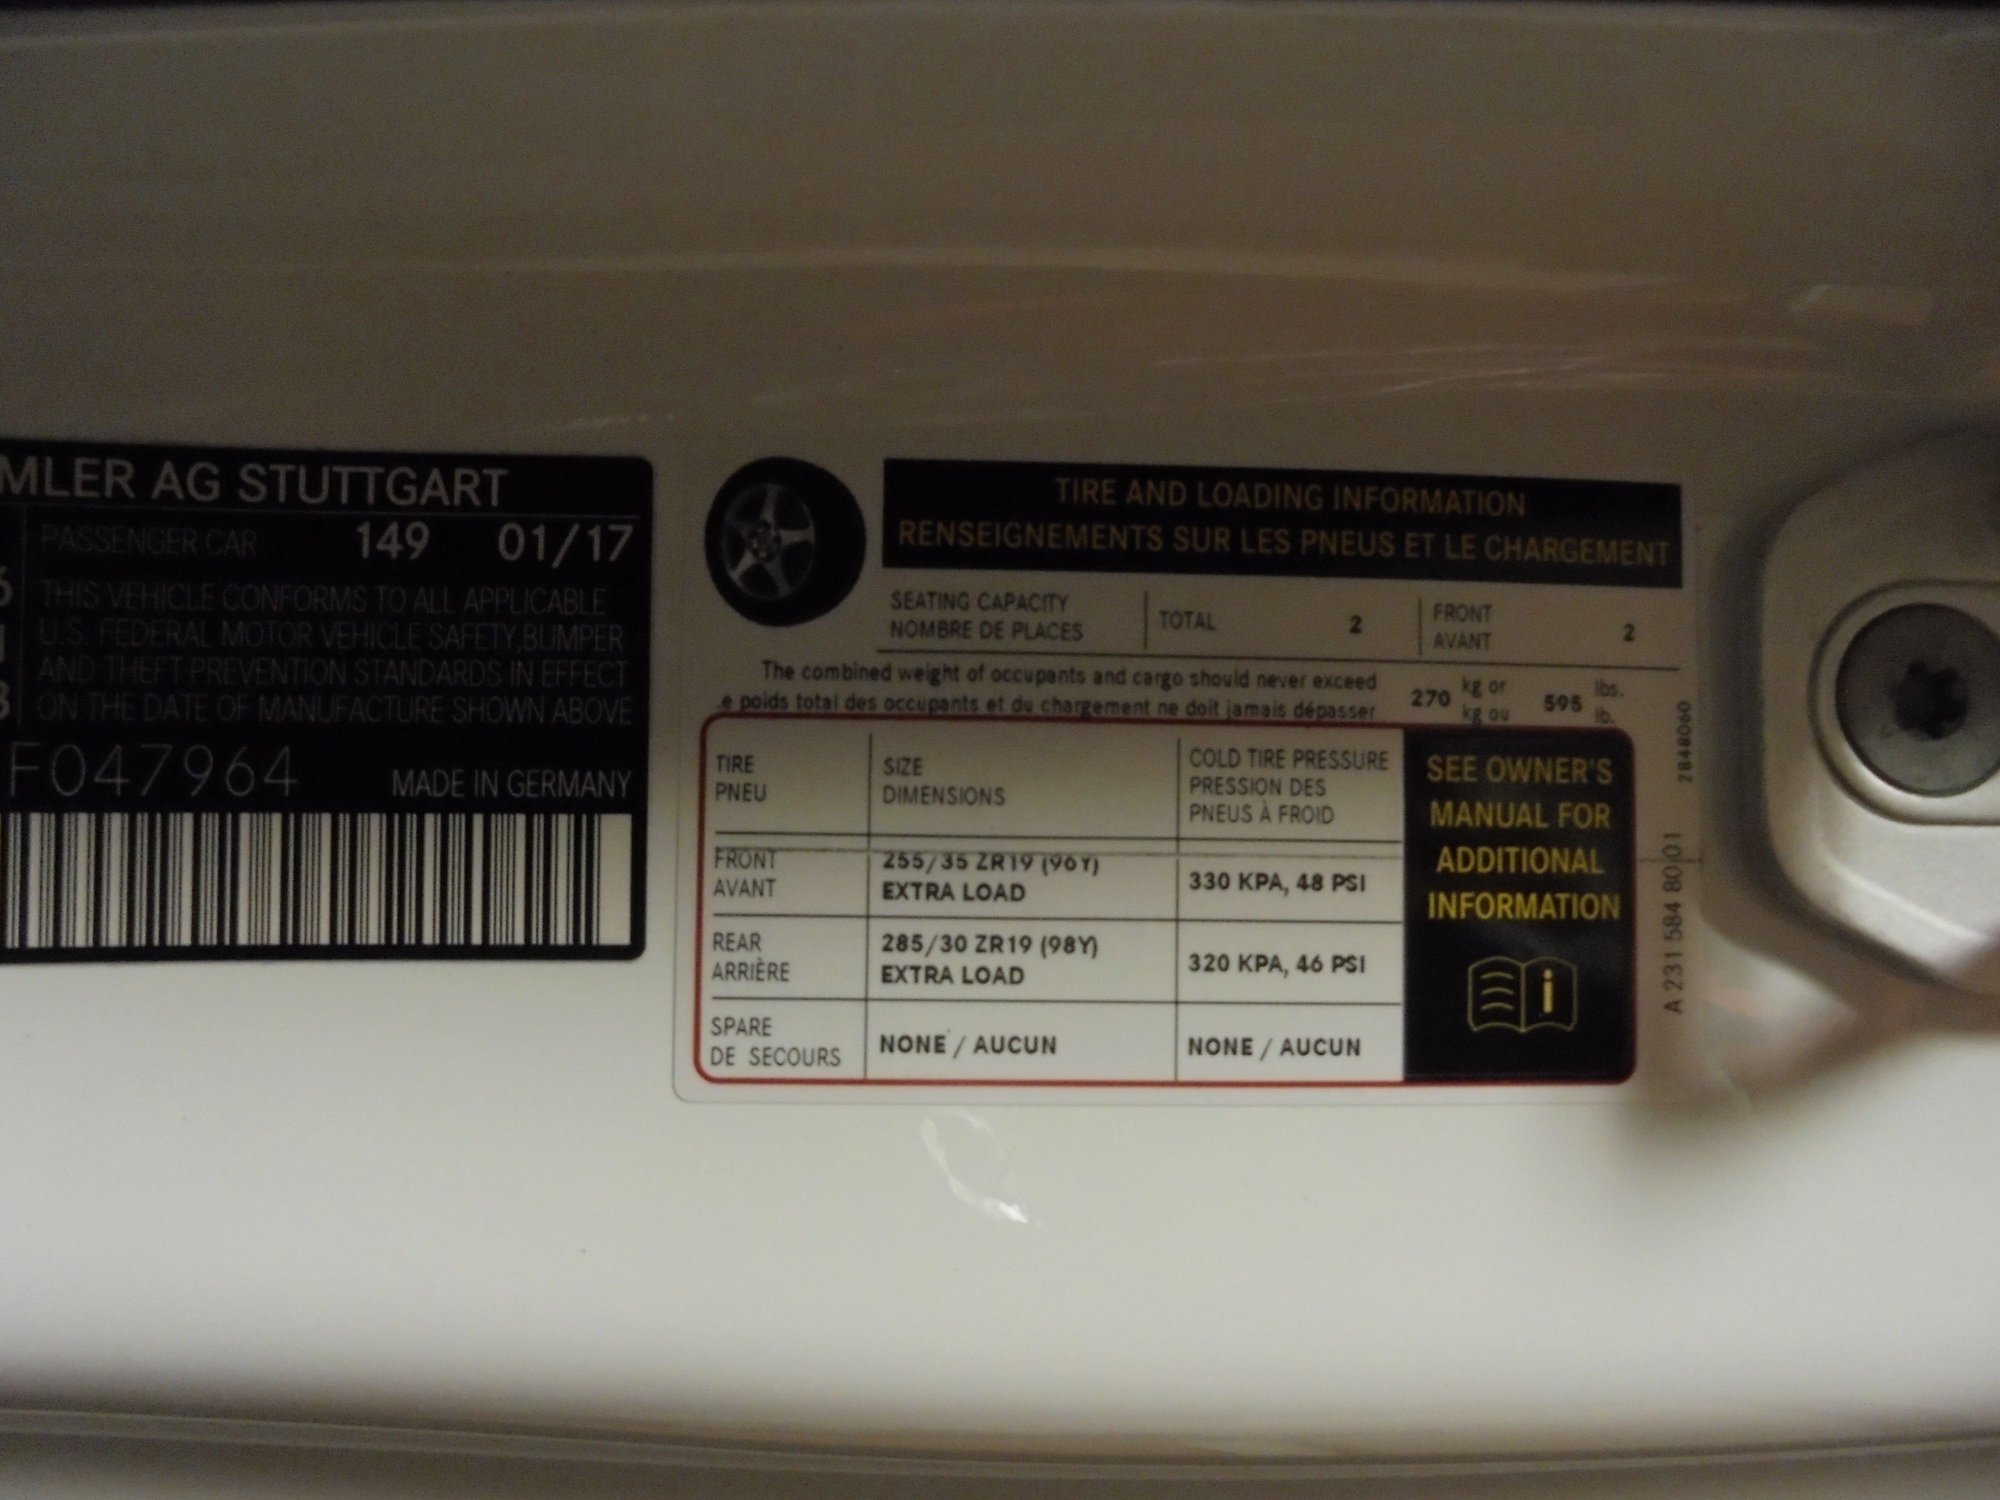 MLER AG STUTTGART
PASSENGER CAR 149 01/17
THIS VEHICLE CONFORMS TO ALL APPLICABLE
U.S. FEDERAL MOTOR VEHICLE SAFETY,BUMPER
AND THEFT PREVENTION STANDARDS IN EFFECT
ON THE DATE OF MANUFACTURE SHOWN ABOVE
F047964 MADE IN GERMANY
TIRE AND LOADING INFORMATION
RENSEIGNEMENTS SUR LES PNEUS ET LE CHARGEMENT
SEATING CAPACITY
NOMBRE DE PLACES
TOTAL 2
FRONT
AVANT
2
The combined weight of occupants and cargo should never exceed 270 kg or 595 lbs.
e poids total des occupants et du chargement ne doit jamais dépasser kg ou lb.
TIRE
PNEU
SIZE
DIMENSIONS
COLD TIRE PRESSURE
PRESSION DES
PNEUS À FROID
FRONT
AVANT
255/35 ZR19 (96Y)
EXTRA LOAD
330 KPA, 48 PSI
REAR
ARRIÈRE
285/30 ZR19 (98Y)
EXTRA LOAD
320 KPA, 46 PSI
SPARE
DE SECOURS
NONE / AUCUN
NONE / AUCUN
SEE OWNER'S
MANUAL FOR
ADDITIONAL
INFORMATION
i
2848060
A 231 584 80 01